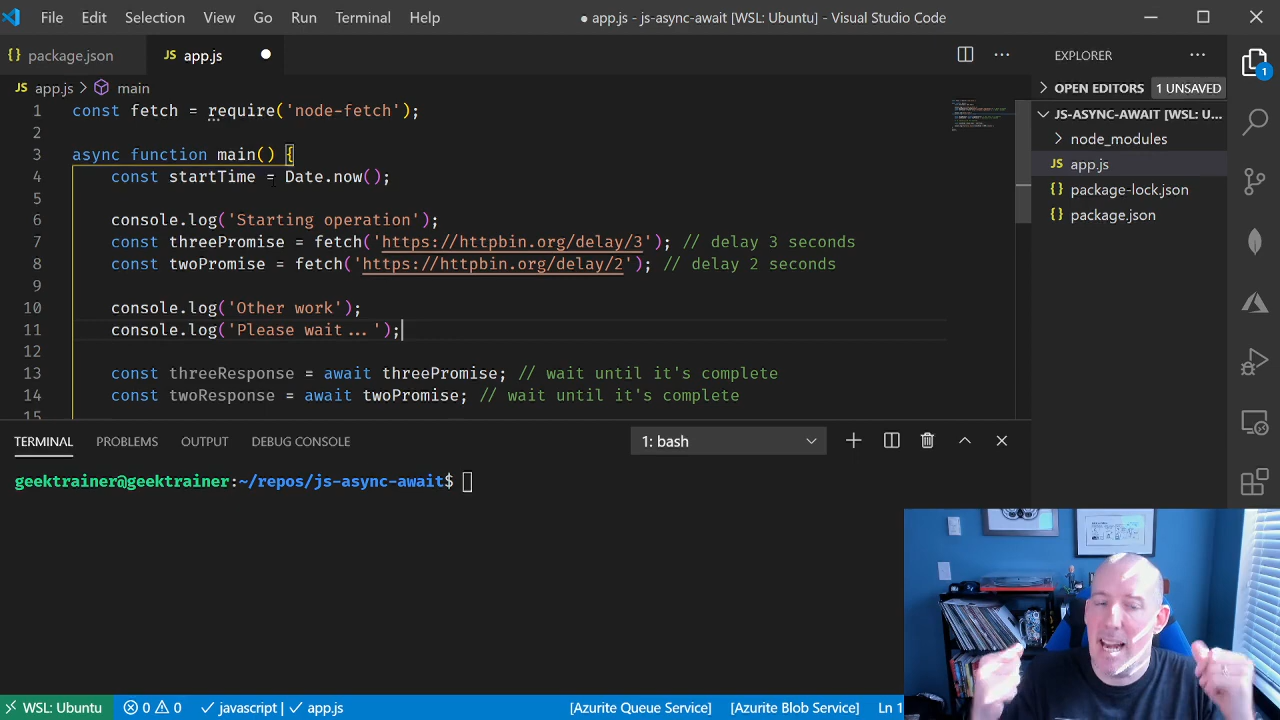 File Edit Selection View Go Run Terminal Help
● app.js - js-async-await [WSL: Ubuntu] - Visual Studio Code
{} package.json
JS app.js ●
EXPLORER
JS app.js > main
OPEN EDITORS 1 UNSAVED
JS-ASYNC-AWAIT [WSL: U...
node_modules
JS app.js
{} package-lock.json
{} package.json
1
1 const fetch = require('node-fetch');
2
3 async function main() {
4 const startTime = Date.now();
5
6 console.log('Starting operation');
7 const threePromise = fetch('https://httpbin.org/delay/3'); // delay 3 seconds
8 const twoPromise = fetch('https://httpbin.org/delay/2'); // delay 2 seconds
9
10 console.log('Other work');
11 console.log('Please wait...');
12
13 const threeResponse = await threePromise; // wait until it's complete
14 const twoResponse = await twoPromise; // wait until it's complete
15
TERMINAL PROBLEMS OUTPUT DEBUG CONSOLE 1: bash
geektrainer@geektrainer:~/repos/js-async-await$
WSL: Ubuntu 0 0 javascript | app.js [Azurite Queue Service] [Azurite Blob Service] Ln 1